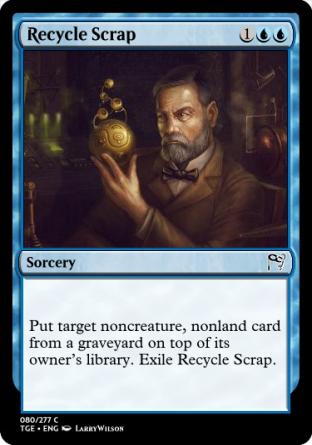 Recycle Scrap 1
Sorcery
Put target noncreature, nonland card
from a graveyard on top of its
owner's library. Exile Recycle Scrap.
080/277 C
TGE • ENG LarryWilson